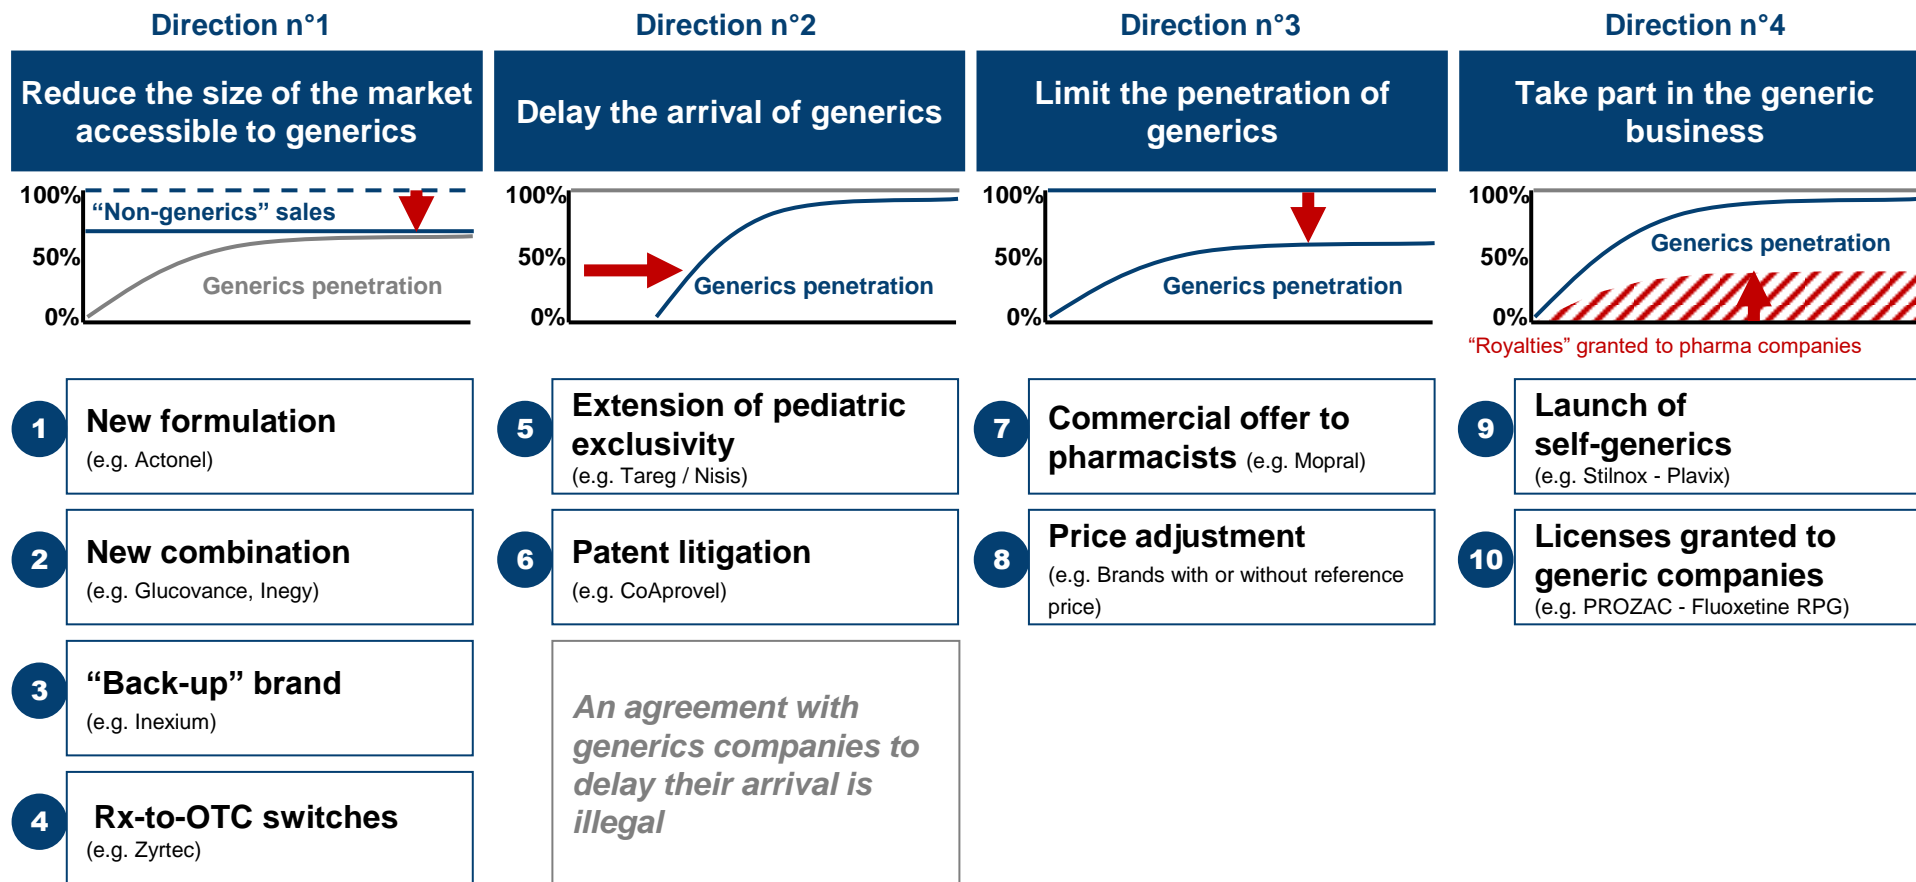 Direction n°1
Reduce the size of the market
accessible to generics
100%
“Non-generics” sales
50%
Generics penetration
0%
1
New formulation
(e.g. Actonel)
2
New combination
(e.g. Glucovance, Inegy)
3
“Back-up” brand
(e.g. Inexium)
4
Rx-to-OTC switches
(e.g. Zyrtec)
Direction n°2
Delay the arrival of generics
100%
50%
Generics penetration
0%
5
Extension of pediatric
exclusivity
(e.g. Tareg / Nisis)
6
Patent litigation
(e.g. CoAprovel)
An agreement with
generics companies to
delay their arrival is
illegal
Direction n°3
Limit the penetration of
generics
100%
50%
Generics penetration
0%
7
Commercial offer to
pharmacists (e.g. Mopral)
8
Price adjustment
(e.g. Brands with or without reference
price)
Direction n°4
Take part in the generic
business
100%
Generics penetration
50%
0%
“Royalties” granted to pharma companies
9
Launch of
self-generics
(e.g. Stilnox - Plavix)
10
Licenses granted to
generic companies
(e.g. PROZAC - Fluoxetine RPG)